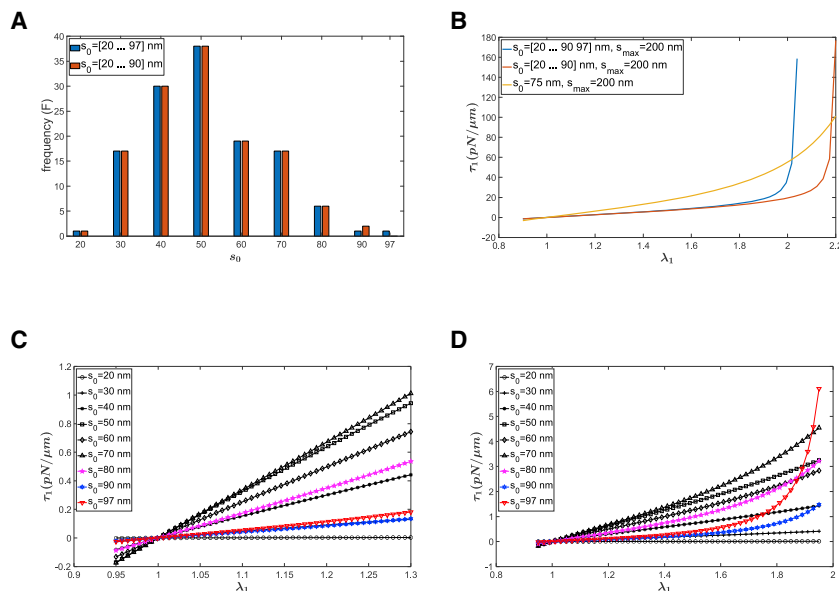 A
s₀=[20 ... 97] nm
s₀=[20 ... 90] nm
frequency (F)
40
35
30
25
20
15
10
5
0
20
30
40
50
60
70
80
90
97
s₀
B
s₀=[20 ... 90 97] nm, sₘₐₓ=200 nm
s₀=[20 ... 90] nm, sₘₐₓ=200 nm
s₀=75 nm, sₘₐₓ=200 nm
τ₁(pN/μm)
180
160
140
120
100
80
60
40
20
0
-20
0.8
1
1.2
1.4
1.6
1.8
2
2.2
λ₁
C
s₀=20 nm
s₀=30 nm
s₀=40 nm
s₀=50 nm
s₀=60 nm
s₀=70 nm
s₀=80 nm
s₀=90 nm
s₀=97 nm
τ₁(pN/μm)
1.2
1
0.8
0.6
0.4
0.2
0
-0.2
0.9
0.95
1
1.05
1.1
1.15
1.2
1.25
1.3
λ₁
D
s₀=20 nm
s₀=30 nm
s₀=40 nm
s₀=50 nm
s₀=60 nm
s₀=70 nm
s₀=80 nm
s₀=90 nm
s₀=97 nm
τ₁(pN/μm)
7
6
5
4
3
2
1
0
-1
0.8
1
1.2
1.4
1.6
1.8
2
λ₁